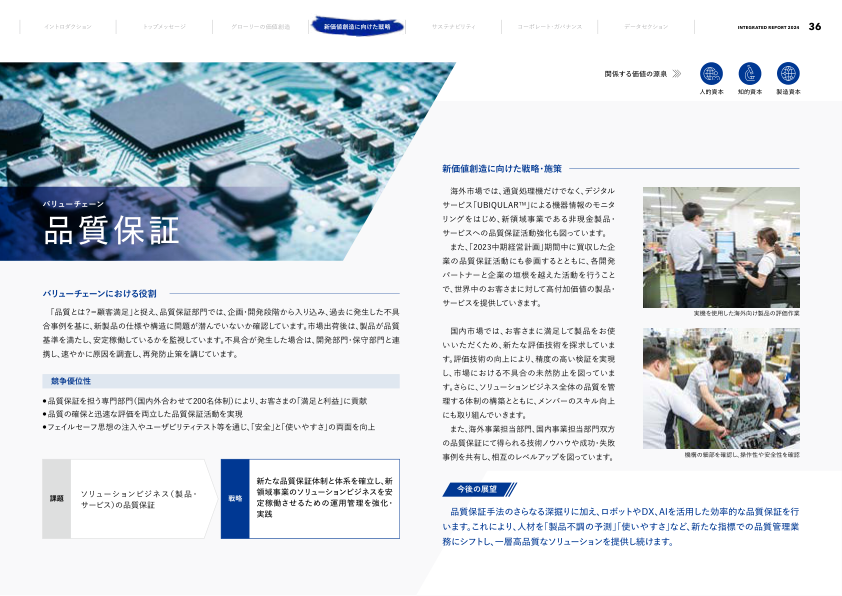 イントロダクション
トップメッセージ
グローリーの価値創造
新価値創造に向けた戦略
サステナビリティ
コーポレート・ガバナンス
データセクション
INTEGRATED REPORT 2024 36
関係する価値の源泉
人的資本
知的資本
製造資本
バリューチェーン
品質保証
バリューチェーンにおける役割
「品質とは?=顧客満足」と捉え、品質保証部門では、企画・開発段階から入り込み、過去に発生した不具
合事例を基に、新製品の仕様や構造に問題が潜んでいないか確認しています。市場出荷後は、製品が品質
基準を満たし、安定稼働しているかを監視しています。不具合が発生した場合は、開発部門・保守部門と連
携し、速やかに原因を調査し、再発防止策を講じています。
競争優位性
●品質保証を担う専門部門(国内外合わせて200名体制)により、お客さまの「満足と利益」に貢献
●品質の確保と迅速な評価を両立した品質保証活動を実現
●フェイルセーフ思想の注入やユーザビリティテスト等を通じ、「安全」と「使いやすさ」の両面を向上
課題
ソリューションビジネス(製品・
サービス)の品質保証
戦略
新たな品質保証体制と体系を確立し、新
領域事業のソリューションビジネスを安
定稼働させるための運用管理を強化・
実践
新価値創造に向けた戦略・施策
海外市場では、通貨処理機だけでなく、デジタル
サービス「UBIQULAR™」による機器情報のモニタ
リングをはじめ、新領域事業である非現金製品・
サービスへの品質保証活動強化も図っています。
また、「2023中期経営計画」期間中に買収した企
業の品質保証活動にも参画するとともに、各開発
パートナーと企業の垣根を越えた活動を行うこと
で、世界中のお客さまに対して高付加価値の製品・
サービスを提供していきます。
国内市場では、お客さまに満足して製品をお使
いいただくため、新たな評価技術を探求していま
す。評価技術の向上により、精度の高い検証を実現
し、市場における不具合の未然防止を図っていま
す。さらに、ソリューションビジネス全体の品質を管
理する体制の構築とともに、メンバーのスキル向上
にも取り組んでいきます。
また、海外事業担当部門、国内事業担当部門双方
の品質保証にて得られる技術ノウハウや成功・失敗
事例を共有し、相互のレベルアップを図っています。
実機を使用した海外向け製品の評価作業
機構の細部を確認し、操作性や安全性を確認
今後の展望
品質保証手法のさらなる深掘りに加え、ロボットやDX、AIを活用した効率的な品質保証を行
います。これにより、人材を「製品不調の予測」「使いやすさ」など、新たな指標での品質管理業
務にシフトし、一層高品質なソリューションを提供し続けます。